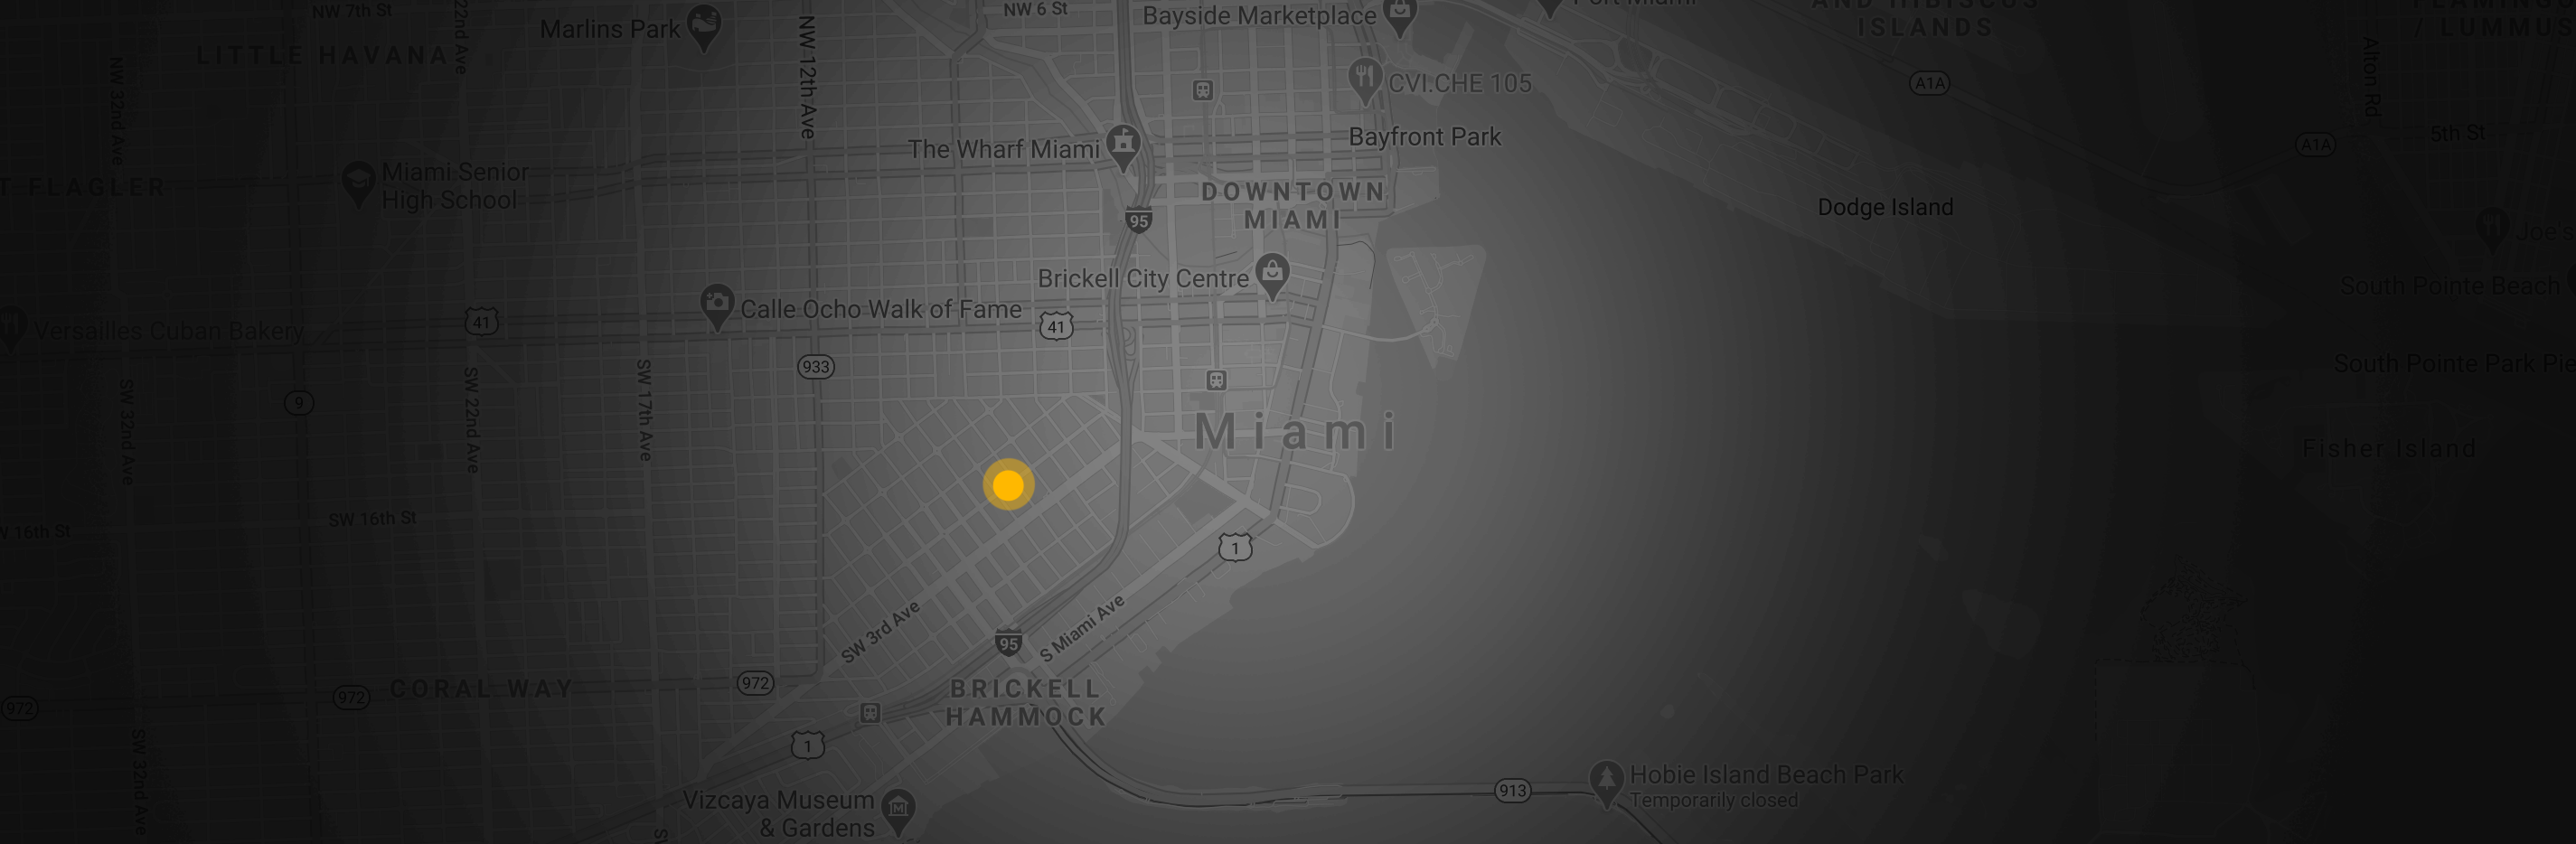 NW 7th St
22nd Ave
NW 6 St
Bayside Marketplace
Marlins Park
LITTLE HAVANA
NW 12th Ave
ISLANDS
/ LUMMUS
Alton Rd
NW 32nd Ave
CVI.CHE 105
A1A
The Wharf Miami
Bayfront Park
5th St
A1A
Miami Senior
High School
T FLAGLER
DOWNTOWN
MIAMI
95
Dodge Island
Joe's
Brickell City Centre
South Pointe Beach
Calle Ocho Walk of Fame
41
41
Versailles Cuban Bakery
933
South Pointe Park Pie
9
SW 32nd Ave
SW 22nd Ave
SW 17th Ave
Miami
Fisher Island
W 16th St
SW 16th St
1
SW 3rd Ave
S Miami Ave
95
CORAL WAY
972
972
972
BRICKELL
HAMMOCK
1
SW 32nd Ave
Vizcaya Museum
& Gardens
913
Hobie Island Beach Park
Temporarily closed